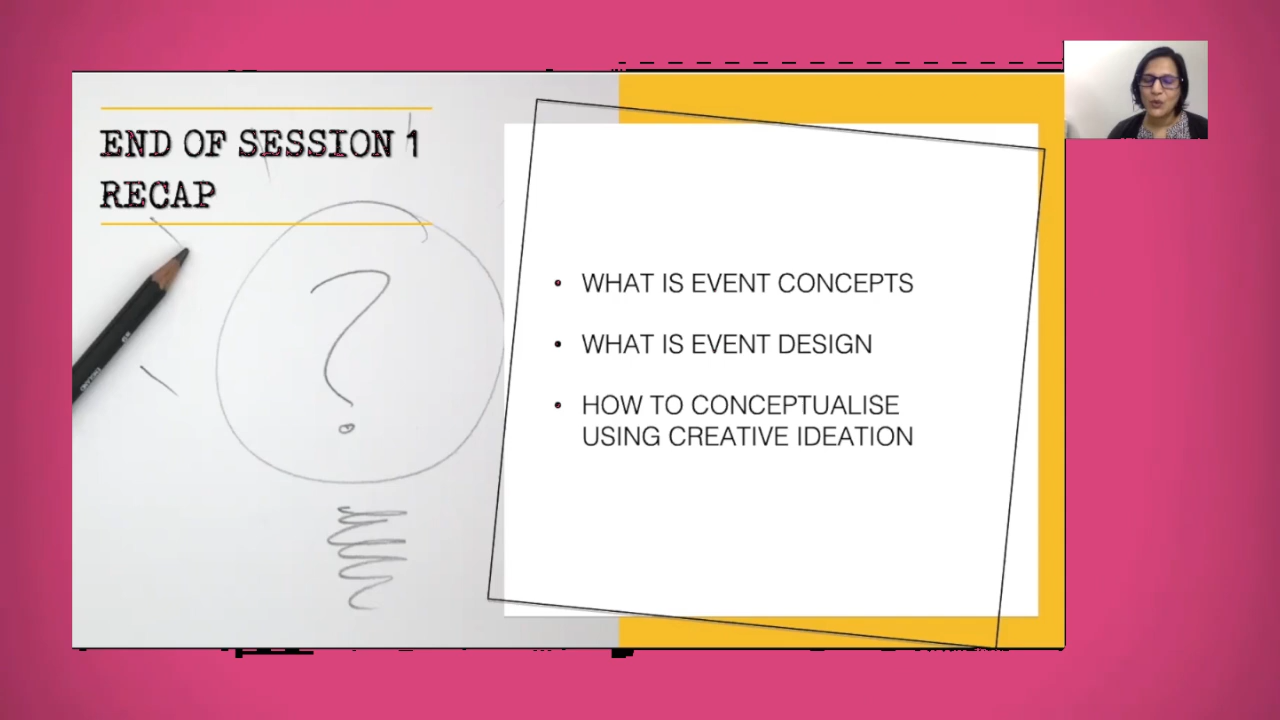 END OF SESSION 1
RECAP
• WHAT IS EVENT CONCEPTS
• WHAT IS EVENT DESIGN
• HOW TO CONCEPTUALISE
USING CREATIVE IDEATION
?